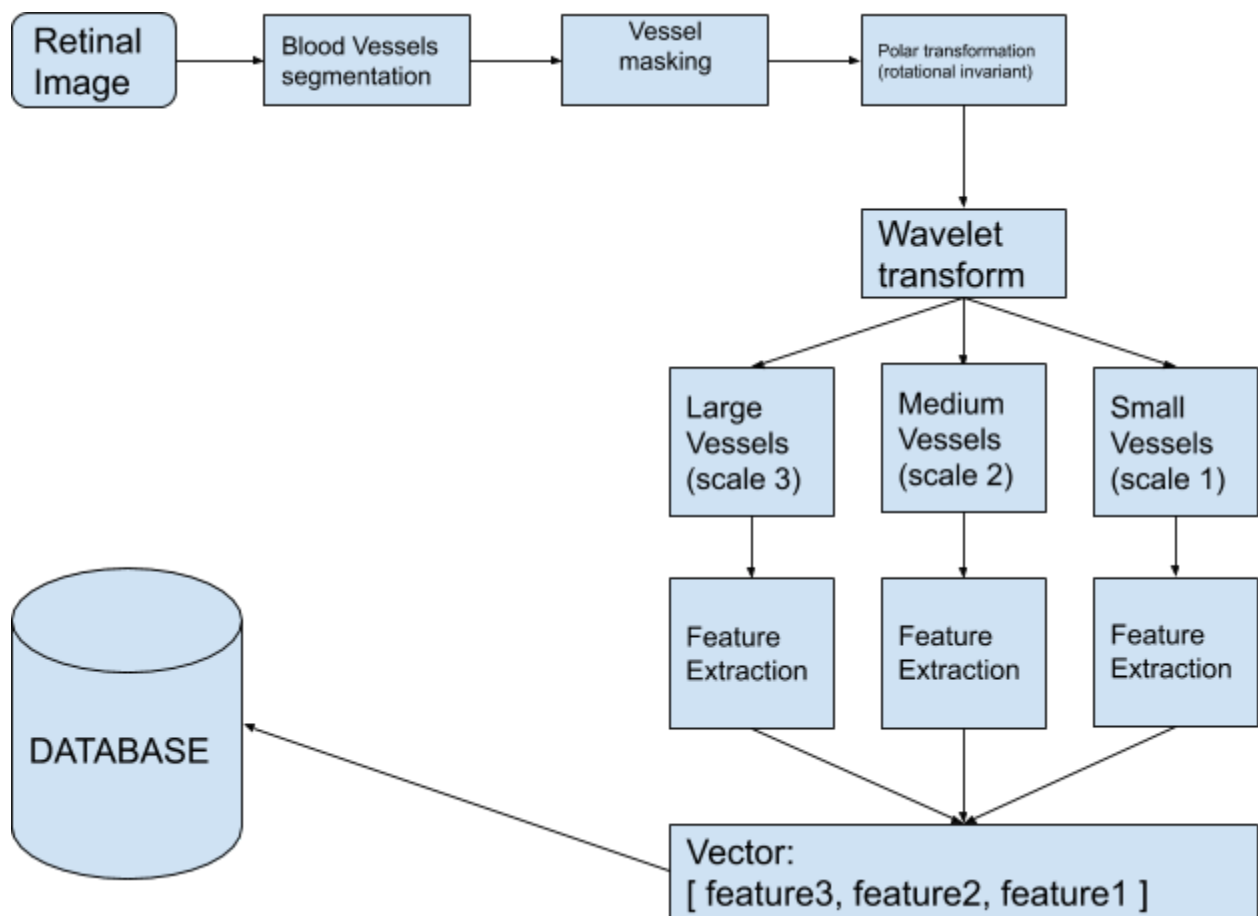 Retinal
Image
Blood Vessels
segmentation
Vessel
masking
Polar transformation
(rotational invariant)
Wavelet
transform
Large
Vessels
(scale 3)
Medium
Vessels
(scale 2)
Small
Vessels
(scale 1)
Feature
Extraction
Feature
Extraction
Feature
Extraction
Vector:
[ feature3, feature2, feature1 ]
DATABASE